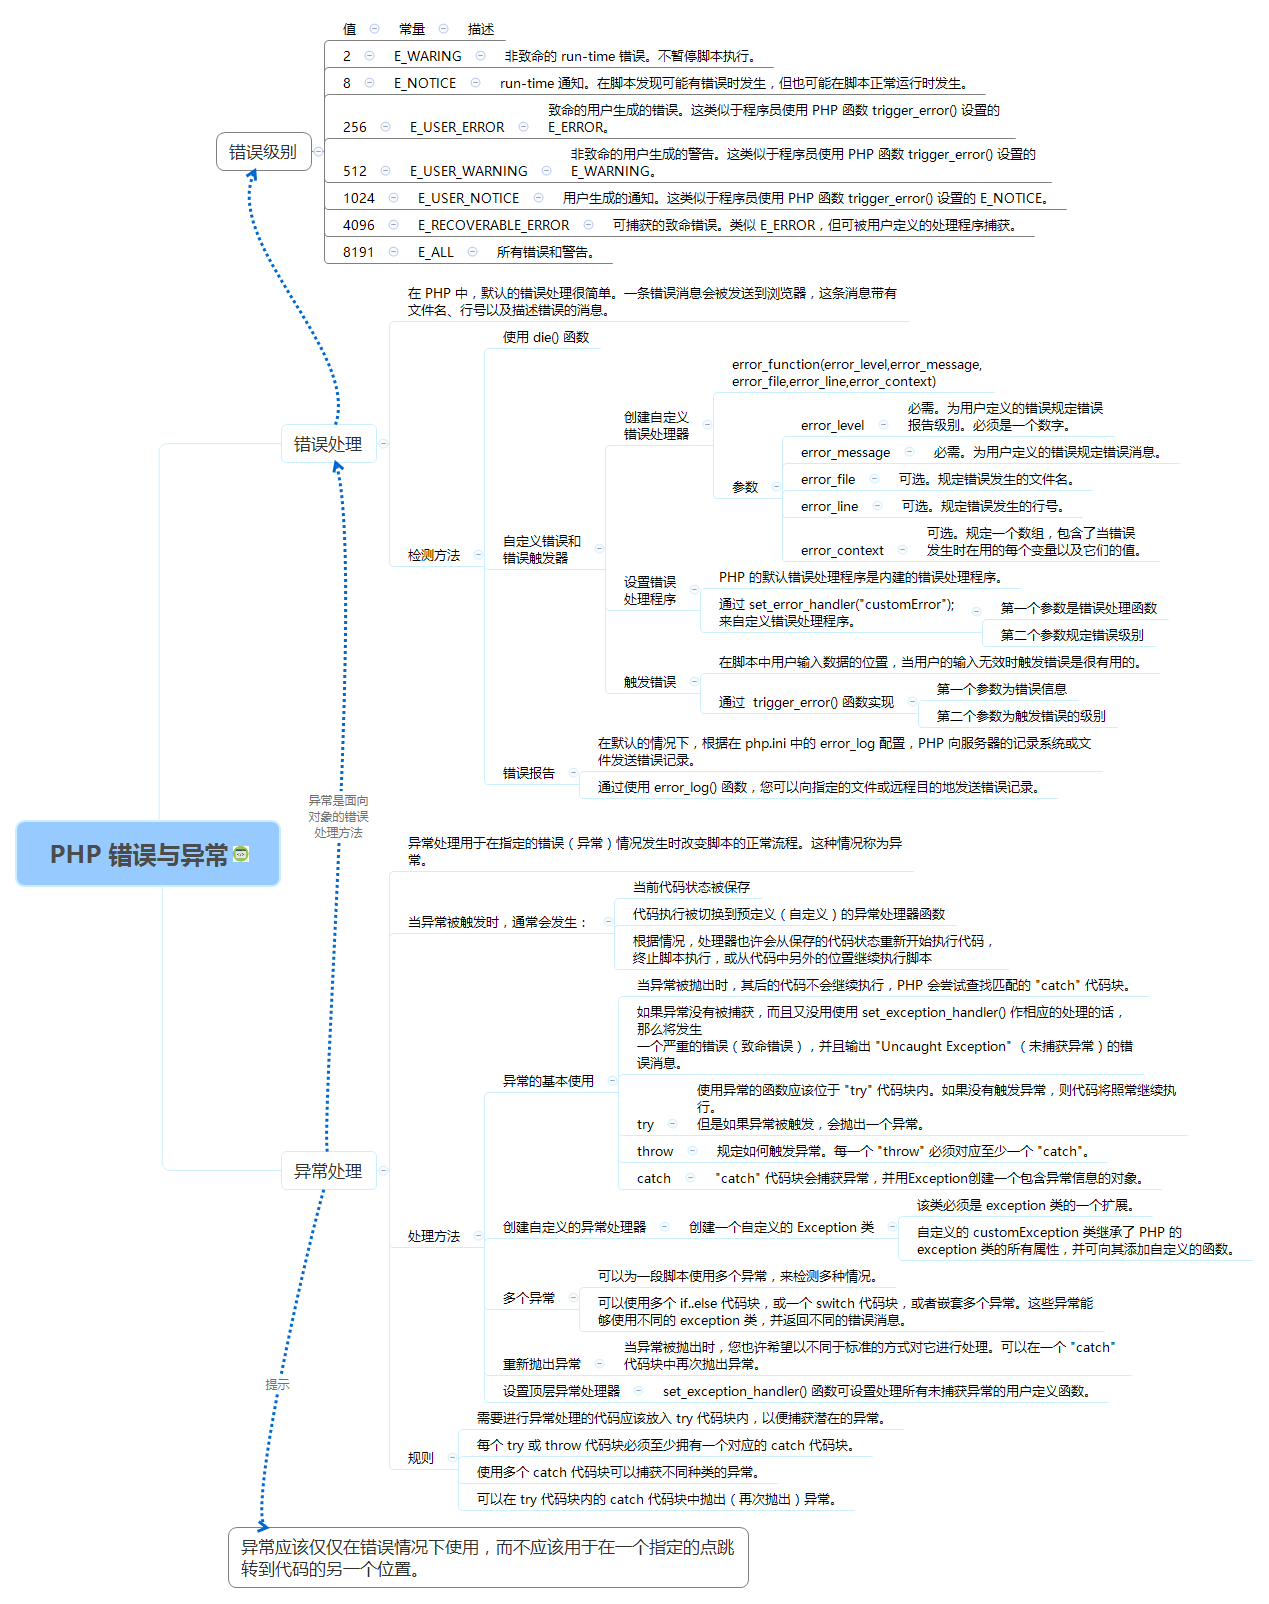 值 常量 描述
2 E_WARING 非致命的 run-time 错误。不暂停脚本执行。
8 E_NOTICE run-time 通知。在脚本发现可能有错误时发生，但也可能在脚本正常运行时发生。
256 E_USER_ERROR 致命的用户生成的错误。这类似于程序员使用 PHP 函数 trigger_error() 设置的
E_ERROR。
错误级别
512 E_USER_WARNING 非致命的用户生成的警告。这类似于程序员使用 PHP 函数 trigger_error() 设置的
E_WARNING。
1024 E_USER_NOTICE 用户生成的通知。这类似于程序员使用 PHP 函数 trigger_error() 设置的 E_NOTICE。
4096 E_RECOVERABLE_ERROR 可捕获的致命错误。类似 E_ERROR，但可被用户定义的处理程序捕获。
8191 E_ALL 所有错误和警告。
错误处理
在 PHP 中，默认的错误处理很简单。一条错误消息会被发送到浏览器，这条消息带有
文件名、行号以及描述错误的消息。
检测方法
使用 die() 函数
自定义错误和
错误触发器
创建自定义
错误处理器
error_function(error_level,error_message,
error_file,error_line,error_context)
参数
error_level 必需。为用户定义的错误规定错误
报告级别。必须是一个数字。
error_message 必需。为用户定义的错误规定错误消息。
error_file 可选。规定错误发生的文件名。
error_line 可选。规定错误发生的行号。
error_context 可选。规定一个数组，包含了当错误
发生时在用的每个变量以及它们的值。
设置错误
处理程序
PHP 的默认错误处理程序是内建的错误处理程序。
通过 set_error_handler("customError");
来自定义错误处理程序。
第一个参数是错误处理函数
第二个参数规定错误级别
触发错误
在脚本中用户输入数据的位置，当用户的输入无效时触发错误是很有用的。
通过 trigger_error() 函数实现
第一个参数为错误信息
第二个参数为触发错误的级别
错误报告
在默认的情况下，根据在 php.ini 中的 error_log 配置，PHP 向服务器的记录系统或文
件发送错误记录。
通过使用 error_log() 函数，您可以向指定的文件或远程目的地发送错误记录。
异常是面向
对象的错误
处理方法
PHP 错误与异常
异常处理
异常处理用于在指定的错误（异常）情况发生时改变脚本的正常流程。这种情况称为异
常。
当异常被触发时，通常会发生：
当前代码状态被保存
代码执行被切换到预定义（自定义）的异常处理器函数
根据情况，处理器也许会从保存的代码状态重新开始执行代码，
终止脚本执行，或从代码中另外的位置继续执行脚本
处理方法
异常的基本使用
当异常被抛出时，其后的代码不会继续执行，PHP 会尝试查找匹配的 "catch" 代码块。
如果异常没有被捕获，而且又没用使用 set_exception_handler() 作相应的处理的话，
那么将发生
一个严重的错误（致命错误），并且输出 "Uncaught Exception" （未捕获异常）的错
误消息。
try 使用异常的函数应该位于 "try" 代码块内。如果没有触发异常，则代码将照常继续执
行。
但是如果异常被触发，会抛出一个异常。
throw 规定如何触发异常。每一个 "throw" 必须对应至少一个 "catch"。
catch "catch" 代码块会捕获异常，并用Exception创建一个包含异常信息的对象。
创建自定义的异常处理器 创建一个自定义的 Exception 类
该类必须是 exception 类的一个扩展。
自定义的 customException 类继承了 PHP 的
exception 类的所有属性，并可向其添加自定义的函数。
多个异常
可以为一段脚本使用多个异常，来检测多种情况。
可以使用多个 if..else 代码块，或一个 switch 代码块，或者嵌套多个异常。这些异常能
够使用不同的 exception 类，并返回不同的错误消息。
重新抛出异常 当异常被抛出时，您也许希望以不同于标准的方式对它进行处理。可以在一个 "catch"
代码块中再次抛出异常。
设置顶层异常处理器 set_exception_handler() 函数可设置处理所有未捕获异常的用户定义函数。
规则
需要进行异常处理的代码应该放入 try 代码块内，以便捕获潜在的异常。
每个 try 或 throw 代码块必须至少拥有一个对应的 catch 代码块。
使用多个 catch 代码块可以捕获不同种类的异常。
可以在 try 代码块内的 catch 代码块中抛出（再次抛出）异常。
提示
异常应该仅仅在错误情况下使用，而不应该用于在一个指定的点跳
转到代码的另一个位置。